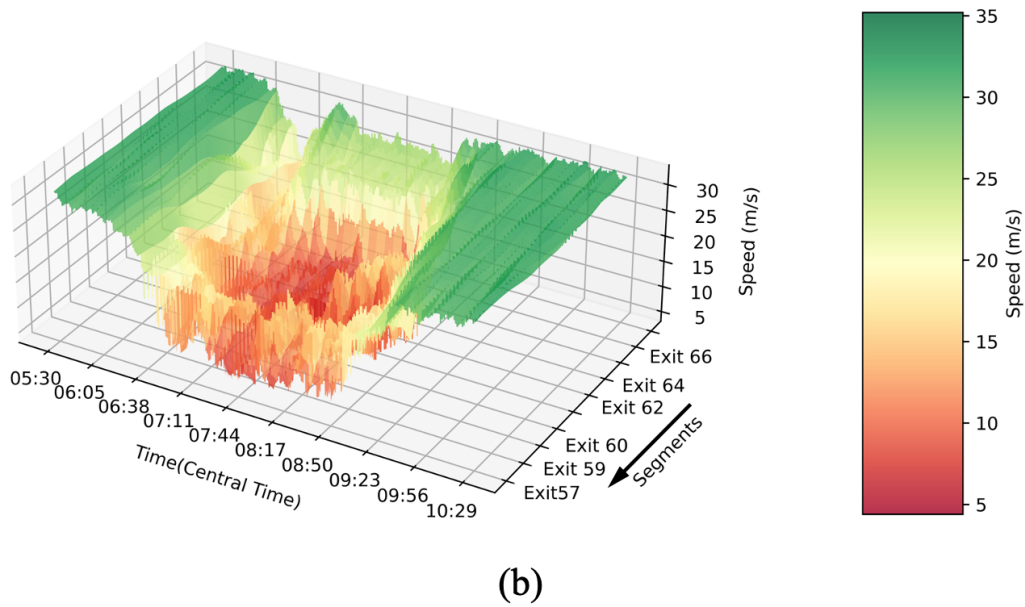 35
30
25
20
15
10
5
Speed (m/s)
30
25
20
15
10
5
Speed (m/s)
Exit 66
Exit 64
Exit 62
Exit 60
Exit 59
Exit57
Segments
05:30
06:05
06:38
07:11
07:44
08:17
08:50
09:23
09:56
10:29
Time(Central Time)
(b)